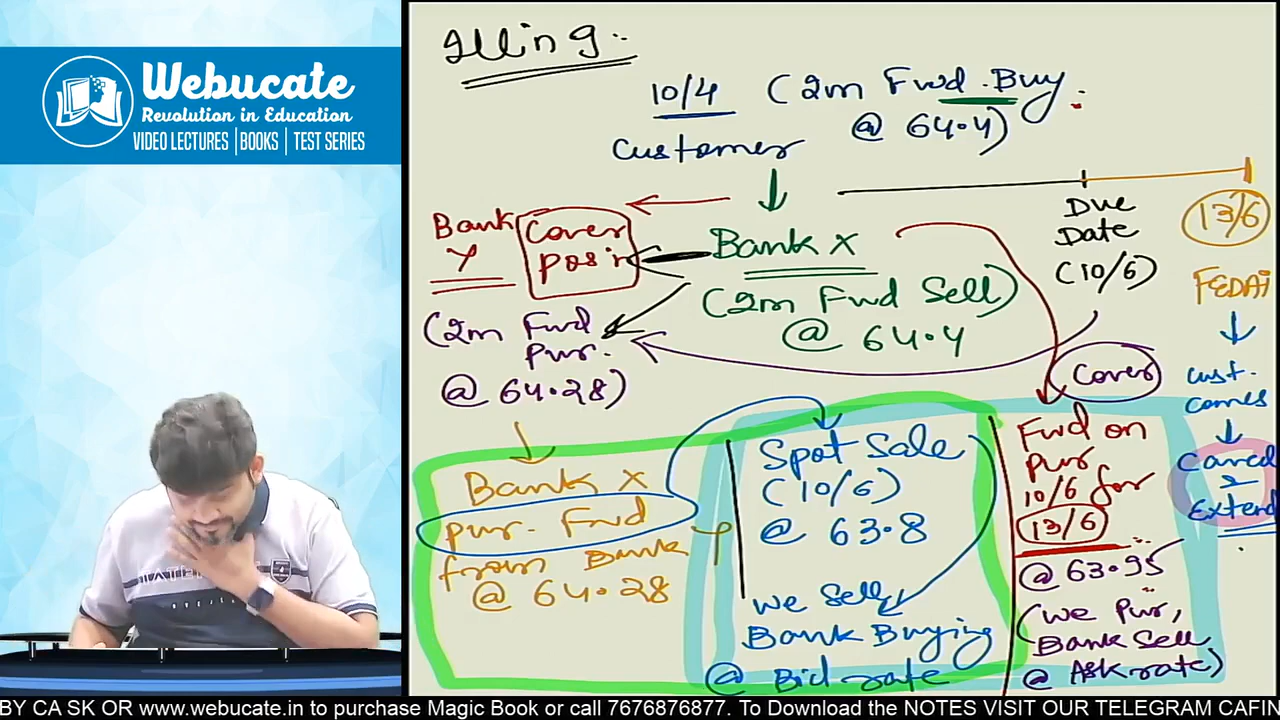 Webucate
Revolution in Education
VIDEO LECTURES | BOOKS | TEST SERIES
10/4 (2m Fwd Buy
@ 64.4)
Customer
Bank
Y
Cover
posn
Bank X
(2m Fwd Sell)
@ 64.4
Due
Date
(10/6)
13/6
FEDAI
(2m Fwd
pur.
@ 64.28)
Cover
cust.
comes
Cancel
&
Extend
Bank X
pur. Fwd
from Bank Y
@ 64.28
Spot Sale
(10/6)
@ 63.8
we Sell,
Bank Buying
@ Bid rate
Fwd on
pur
10/6 for
13/6
@ 63.95
(we Pur,
Bank Sell
@ Ask rate)
BY CA SK OR www.webucate.in to purchase Magic Book or call 7676876877. To Download the NOTES VISIT OUR TELEGRAM CAFIN